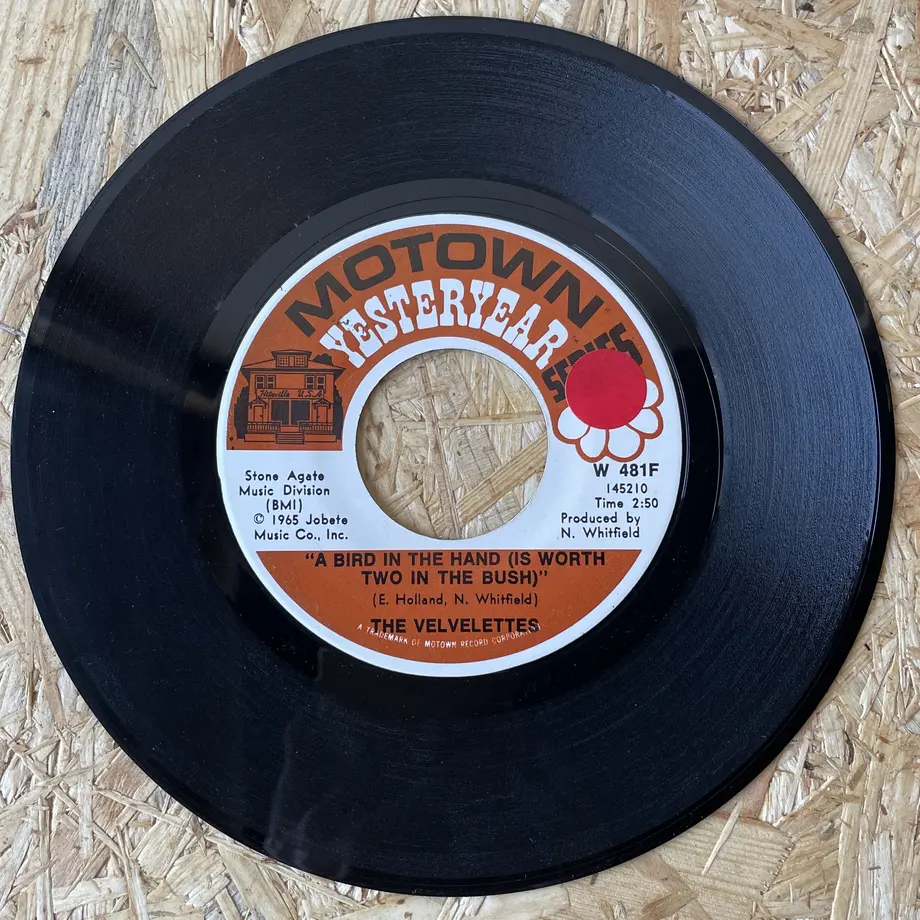 MOTOWN
YESTERYEAR
SERIES
Hitsville U.S.A.
Stone Agate
Music Division
(BMI)
© 1965 Jobete
Music Co., Inc.
W 481F
145210
Time 2:50
Produced by
N. Whitfield
"A BIRD IN THE HAND (IS WORTH
TWO IN THE BUSH)"
(E. Holland, N. Whitfield)
THE VELVELETTES
A TRADEMARK OF MOTOWN RECORD CORPORATION